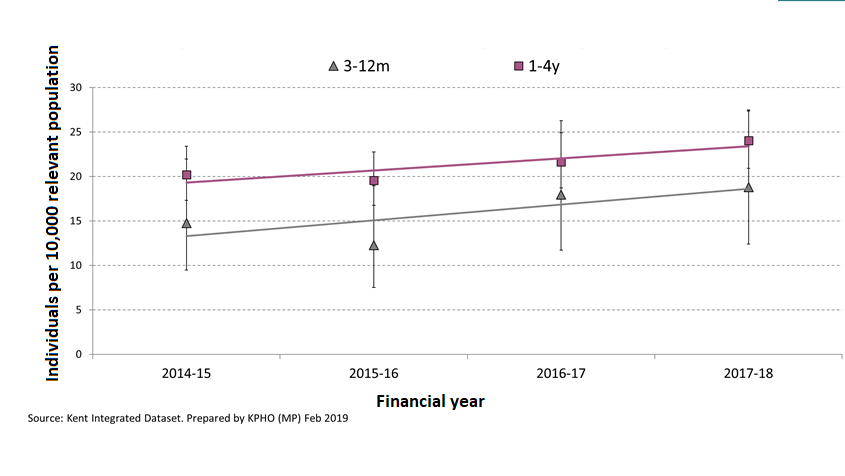 Individuals per 10,000 relevant population
3-12m
1-4y
30
25
20
15
10
5
0
2014-15
2015-16
2016-17
2017-18
Financial year
Source: Kent Integrated Dataset. Prepared by KPHO (MP) Feb 2019